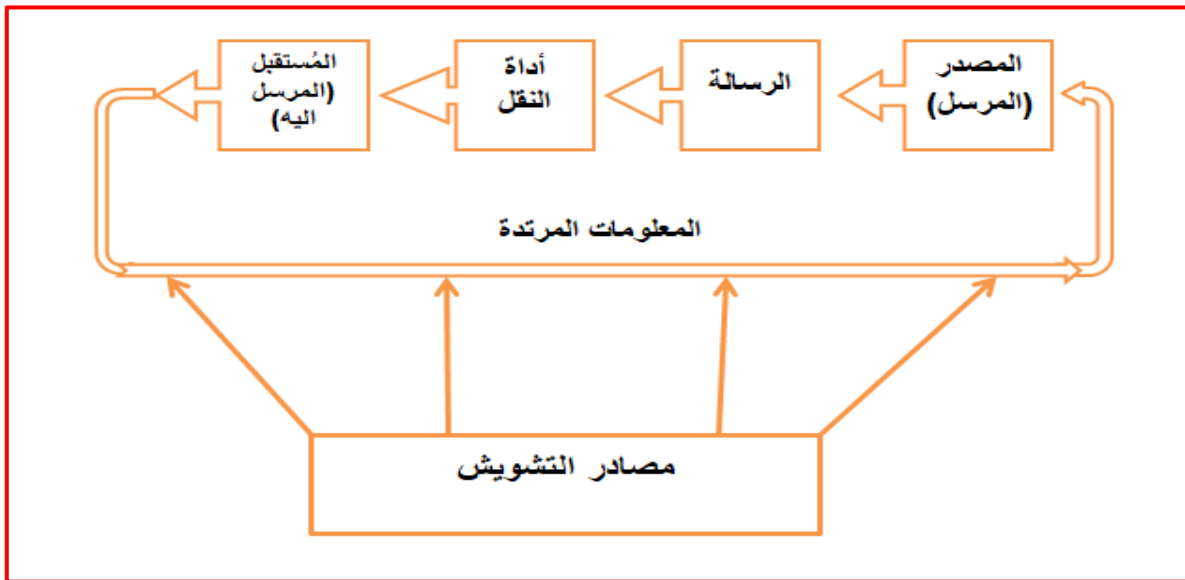 المصدر
(المرسل)
الرسالة
أداة
النقل
المُستقبل
(المرسل
اليه)
المعلومات المرتدة
مصادر التشويش